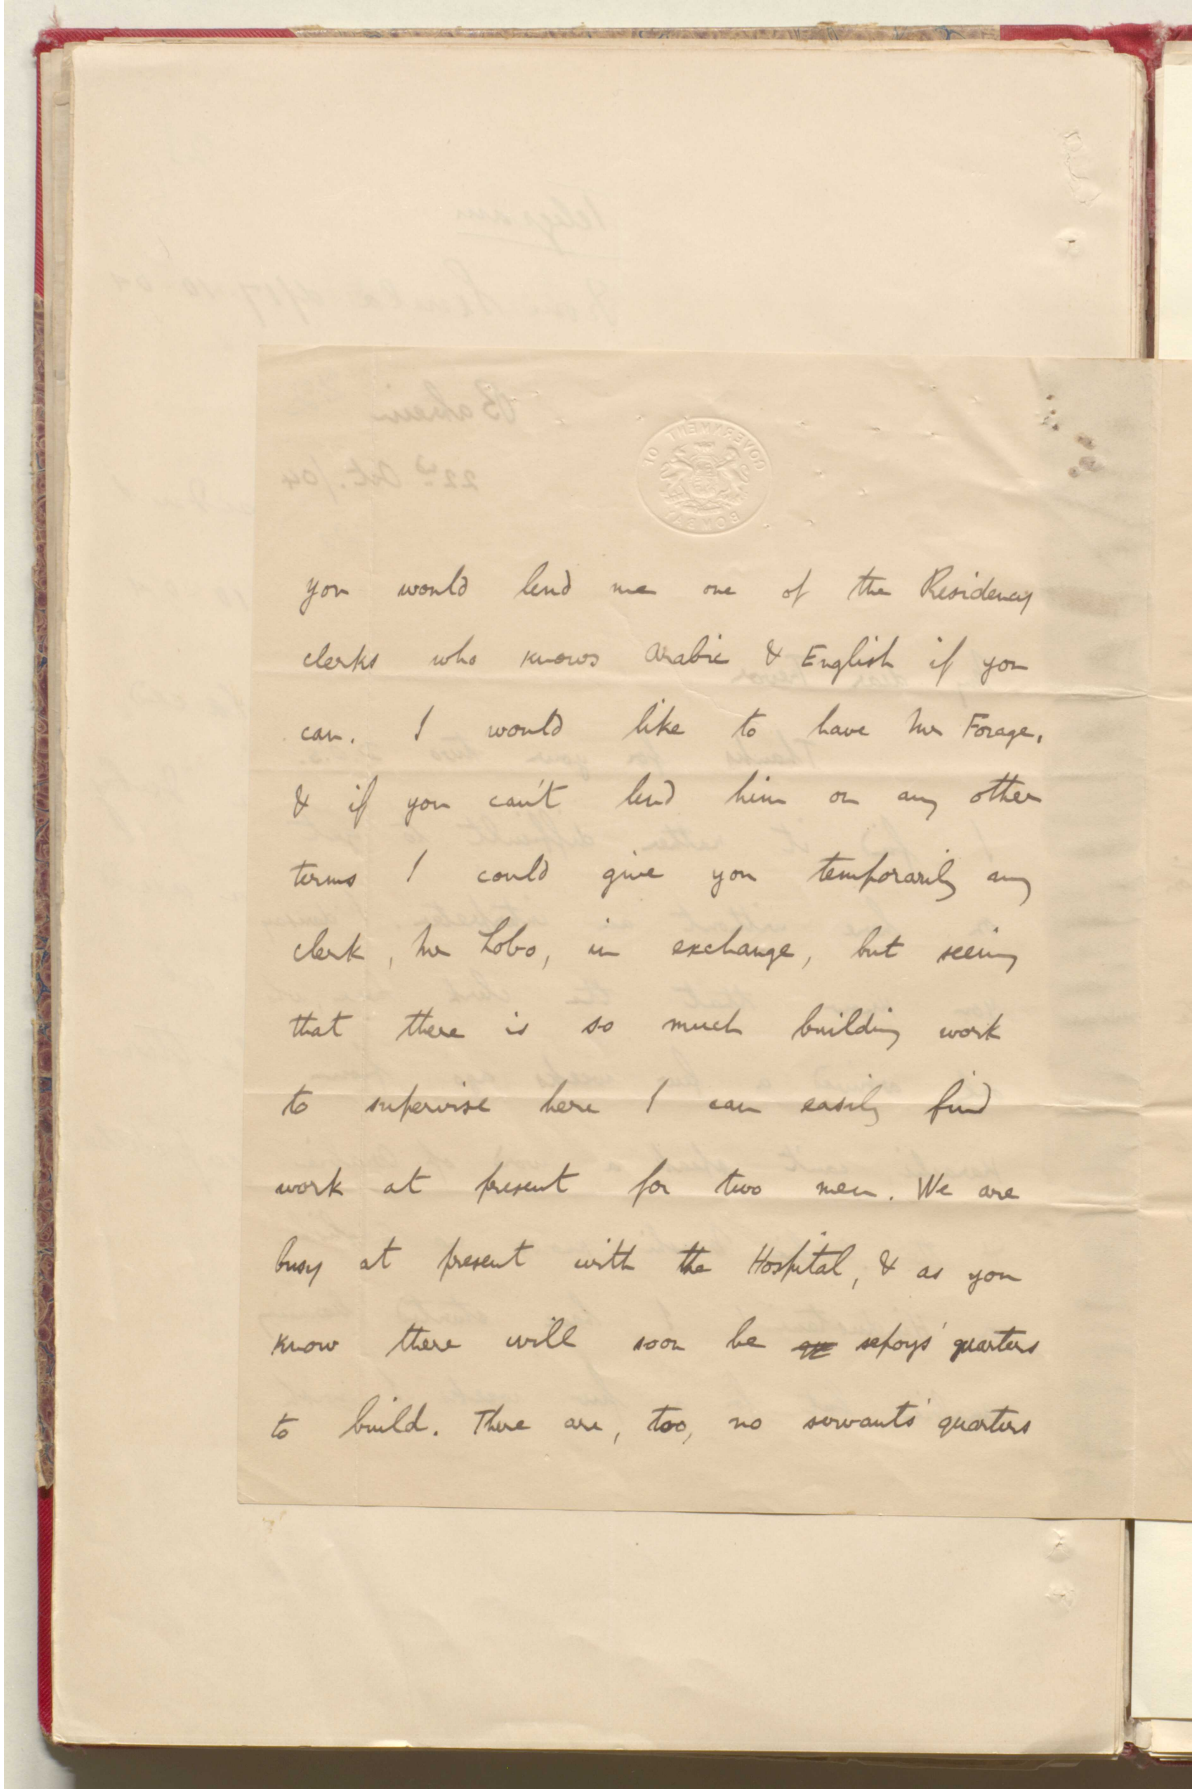 you would lend me one of the Residency
clerks who knows Arabic & English if you
can. I would like to have Mr Forage,
& if you can't lend him on any other
terms I could give you temporarily my
clerk, Mr Lobo, in exchange, but seeing
that there is so much building work
to supervise here I can easily find
work at present for two men. We are
busy at present with the Hospital, & as you
know there will soon be sepoys' quarters
to build. There are, too, no servants' quarters